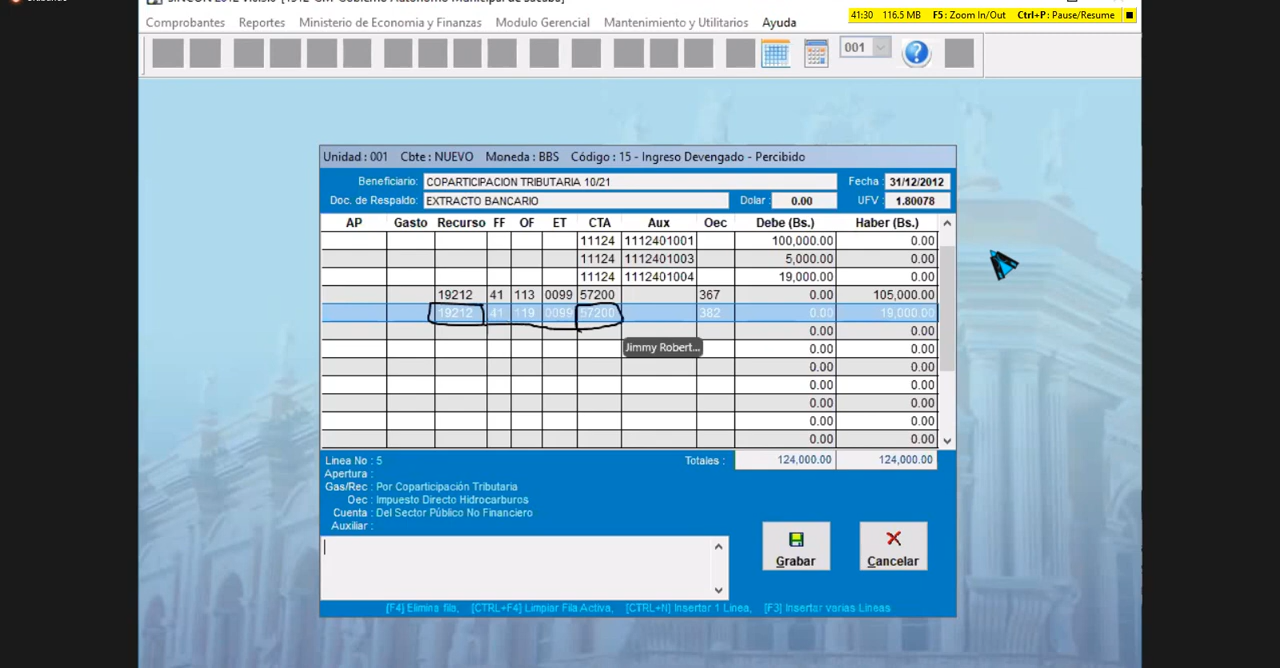 Comprobantes Reportes Ministerio de Economia y Finanzas Modulo Gerencial Mantenimiento y Utilitarios Ayuda
41:30 116.5 MB F5: Zoom In/Out Ctrl+P: Pause/Resume
001
Unidad : 001 Cbte : NUEVO Moneda : BBS Código : 15 - Ingreso Devengado - Percibido
Beneficiario: COPARTICIPACION TRIBUTARIA 10/21 Fecha : 31/12/2012
Doc. de Respaldo: EXTRACTO BANCARIO Dolar : 0.00 UFV : 1.80078
AP Gasto Recurso FF OF ET CTA Aux Oec Debe (Bs.) Haber (Bs.)
11124 1112401001 100,000.00 0.00
11124 1112401003 5,000.00 0.00
11124 1112401004 19,000.00 0.00
19212 41 113 0099 57200 367 0.00 105,000.00
19212 41 119 0099 57200 382 0.00 19,000.00
0.00 0.00
Jimmy Robert... 0.00 0.00
0.00 0.00
0.00 0.00
0.00 0.00
0.00 0.00
0.00 0.00
Linea No : 5 Totales : 124,000.00 124,000.00
Apertura :
Gas/Rec : Por Coparticipación Tributaria
Oec : Impuesto Directo Hidrocarburos
Cuenta : Del Sector Público No Financiero
Auxiliar :
Grabar Cancelar
[F4] Elimina fila, [CTRL+F4] Limpiar Fila Activa, [CTRL+N] Insertar 1 Linea, [F3] Insertar varias Lineas